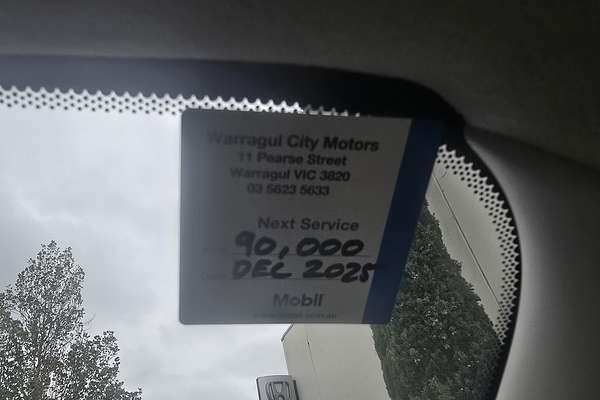 Warragul City Motors
11 Pearse Street
Warragul VIC 3820
03 5623 5633
Next Service
90,000
DEC 2025
Mobil